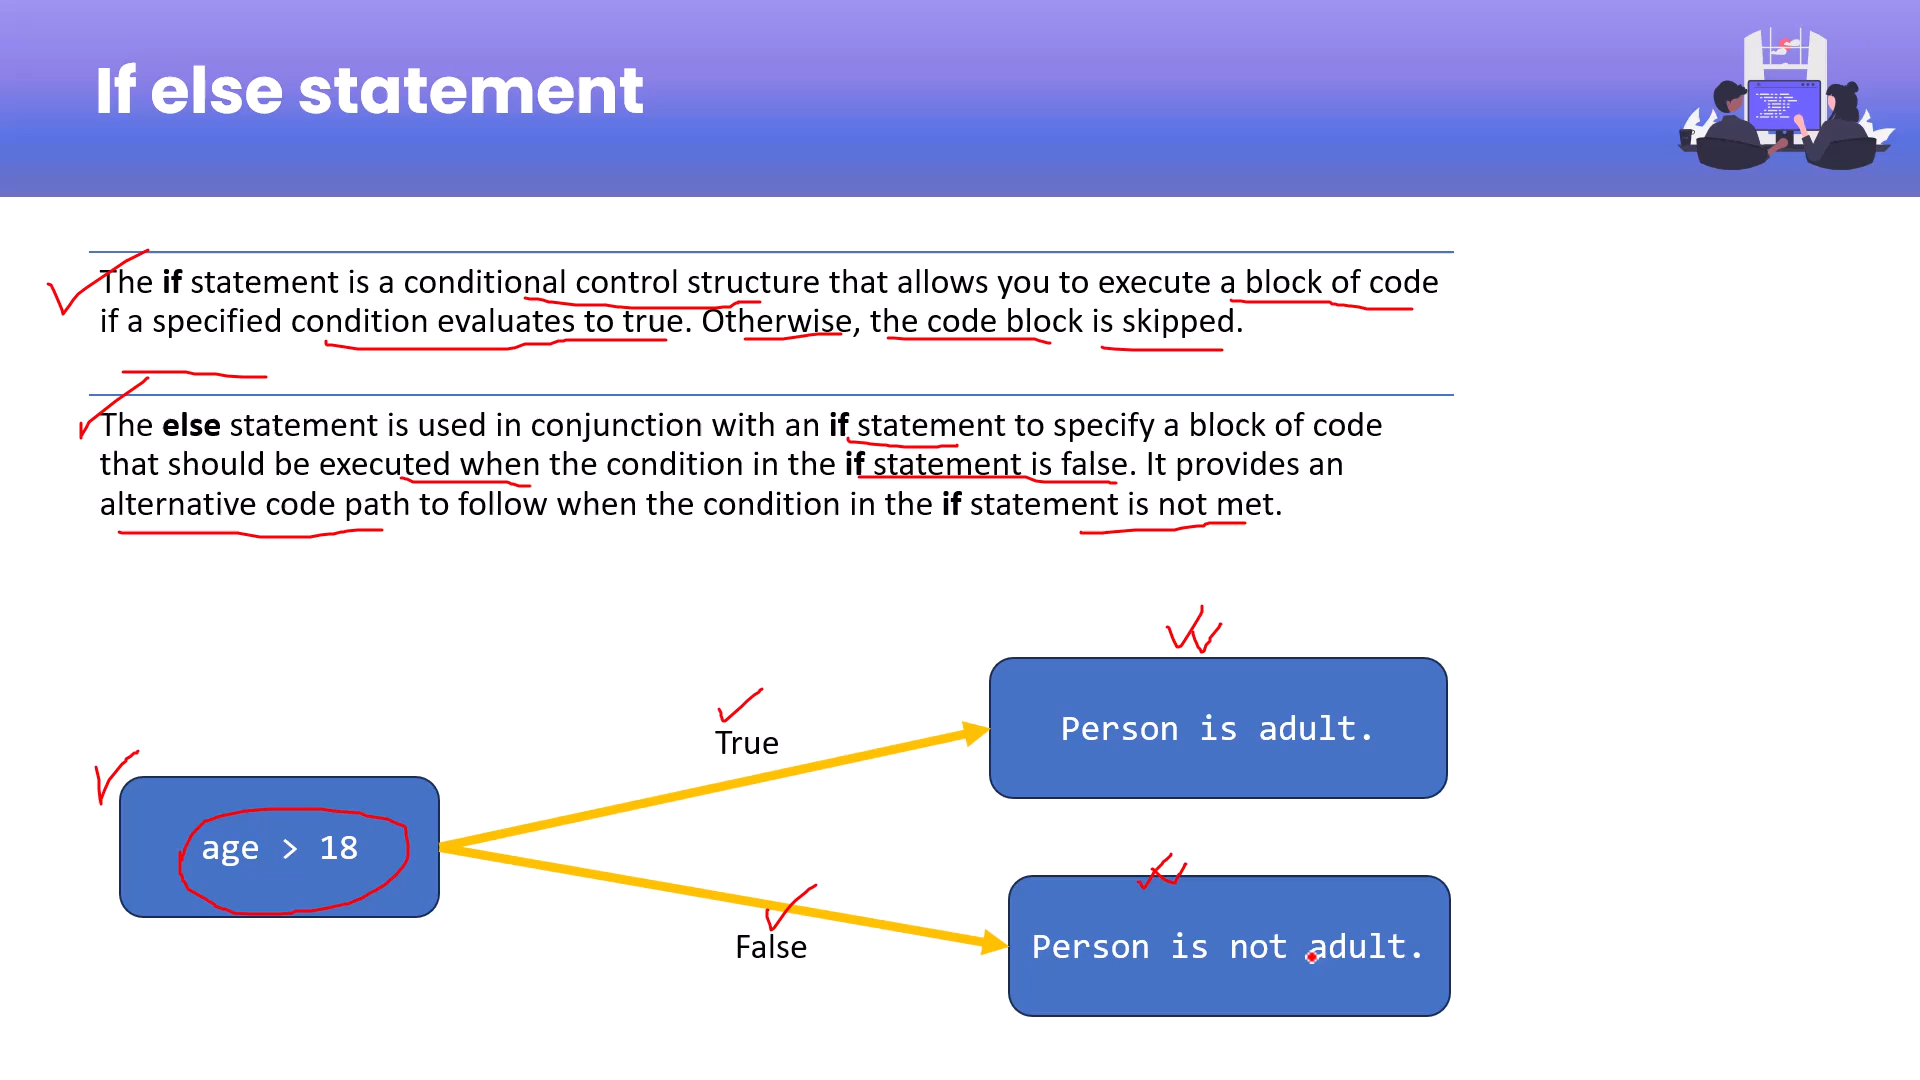 If else statement
The if statement is a conditional control structure that allows you to execute a block of code
if a specified condition evaluates to true. Otherwise, the code block is skipped.
The else statement is used in conjunction with an if statement to specify a block of code
that should be executed when the condition in the if statement is false. It provides an
alternative code path to follow when the condition in the if statement is not met.
True
Person is adult.
age > 18
False
Person is not adult.